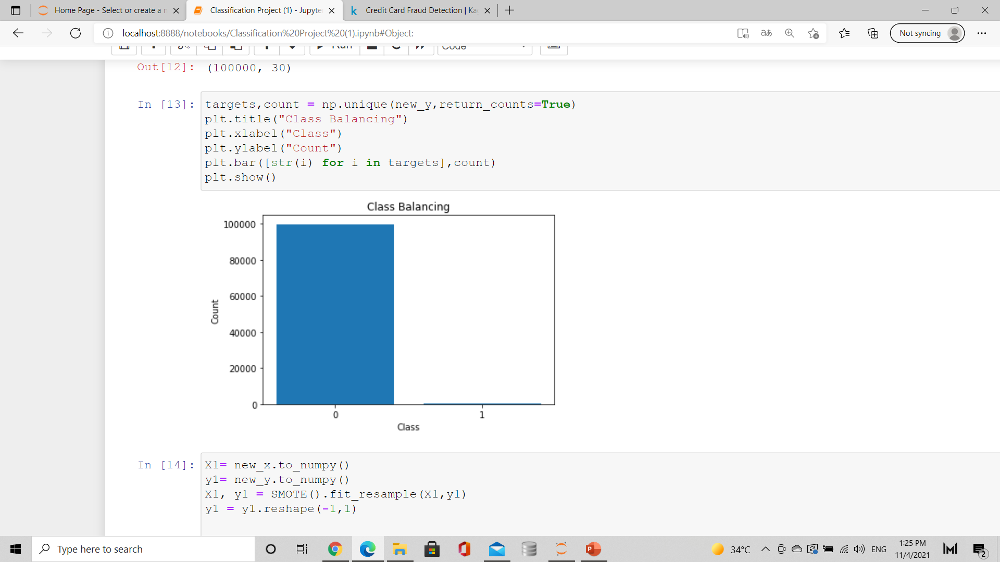 Home Page - Select or create a n
Classification Project (1) - Jupyte
Credit Card Fraud Detection | Ka
localhost:8888/notebooks/Classification%20Project%20(1).ipynb#Object:
Not syncing
Run
Code
Out[12]: (100000, 30)
In [13]: targets,count = np.unique(new_y,return_counts=True)
plt.title("Class Balancing")
plt.xlabel("Class")
plt.ylabel("Count")
plt.bar([str(i) for i in targets],count)
plt.show()
Class Balancing
100000
80000
60000
40000
20000
0
Count
0 1
Class
In [14]: X1= new_x.to_numpy()
y1= new_y.to_numpy()
X1, y1 = SMOTE().fit_resample(X1,y1)
y1 = y1.reshape(-1,1)
Type here to search
34°C
ENG
1:25 PM
11/4/2021
2